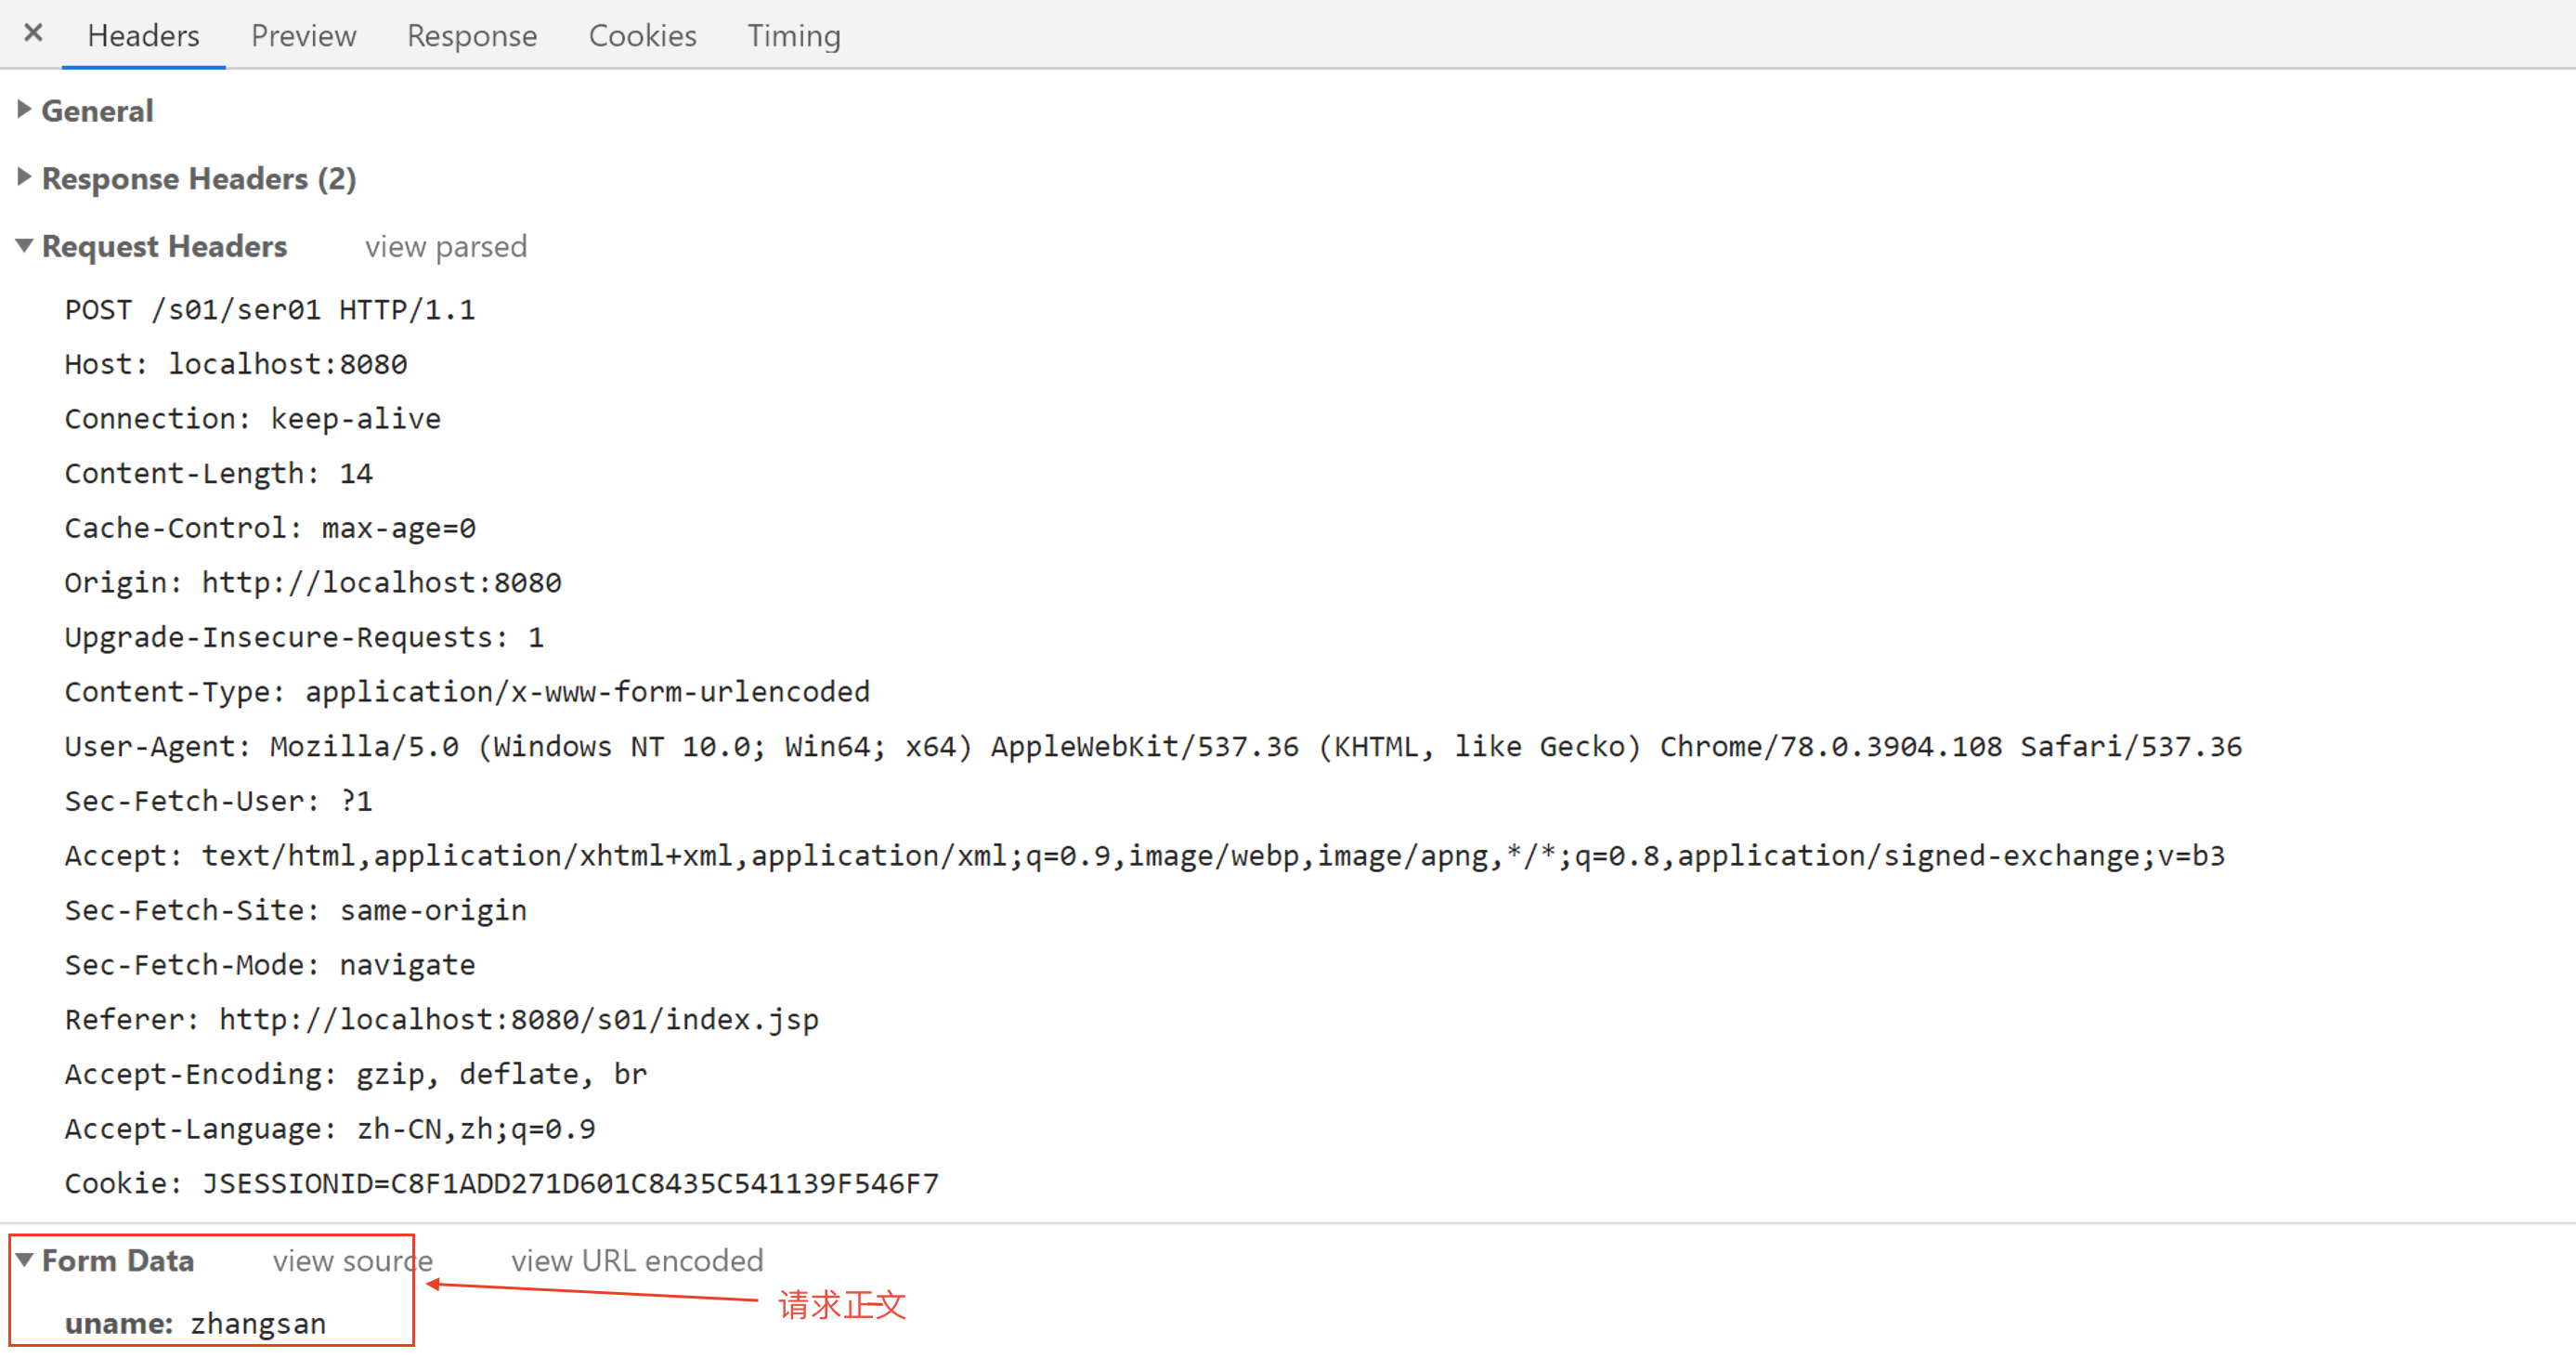 × Headers Preview Response Cookies Timing
General
Response Headers (2)
Request Headers view parsed
POST /s01/ser01 HTTP/1.1
Host: localhost:8080
Connection: keep-alive
Content-Length: 14
Cache-Control: max-age=0
Origin: http://localhost:8080
Upgrade-Insecure-Requests: 1
Content-Type: application/x-www-form-urlencoded
User-Agent: Mozilla/5.0 (Windows NT 10.0; Win64; x64) AppleWebKit/537.36 (KHTML, like Gecko) Chrome/78.0.3904.108 Safari/537.36
Sec-Fetch-User: ?1
Accept: text/html,application/xhtml+xml,application/xml;q=0.9,image/webp,image/apng,*/*;q=0.8,application/signed-exchange;v=b3
Sec-Fetch-Site: same-origin
Sec-Fetch-Mode: navigate
Referer: http://localhost:8080/s01/index.jsp
Accept-Encoding: gzip, deflate, br
Accept-Language: zh-CN,zh;q=0.9
Cookie: JSESSIONID=C8F1ADD271D601C8435C541139F546F7
Form Data view source view URL encoded
请求正文
uname: zhangsan